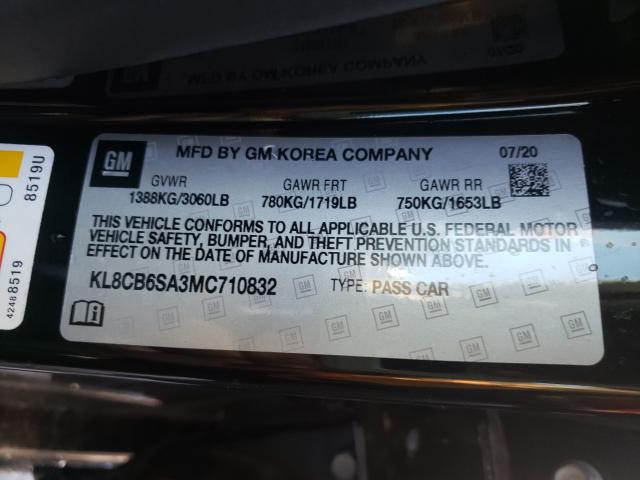 GM
MFD BY GM KOREA COMPANY
07/20
GVWR
GAWR FRT
GAWR RR
1388KG/3060LB
780KG/1719LB
750KG/1653LB
THIS VEHICLE CONFORMS TO ALL APPLICABLE U.S. FEDERAL MOTOR
VEHICLE SAFETY, BUMPER, AND THEFT PREVENTION STANDARDS IN
EFFECT ON THE DATE OF MANUFACTURE SHOWN ABOVE.
KL8CB6SA3MC710832
TYPE: PASS CAR
8519U
42488519